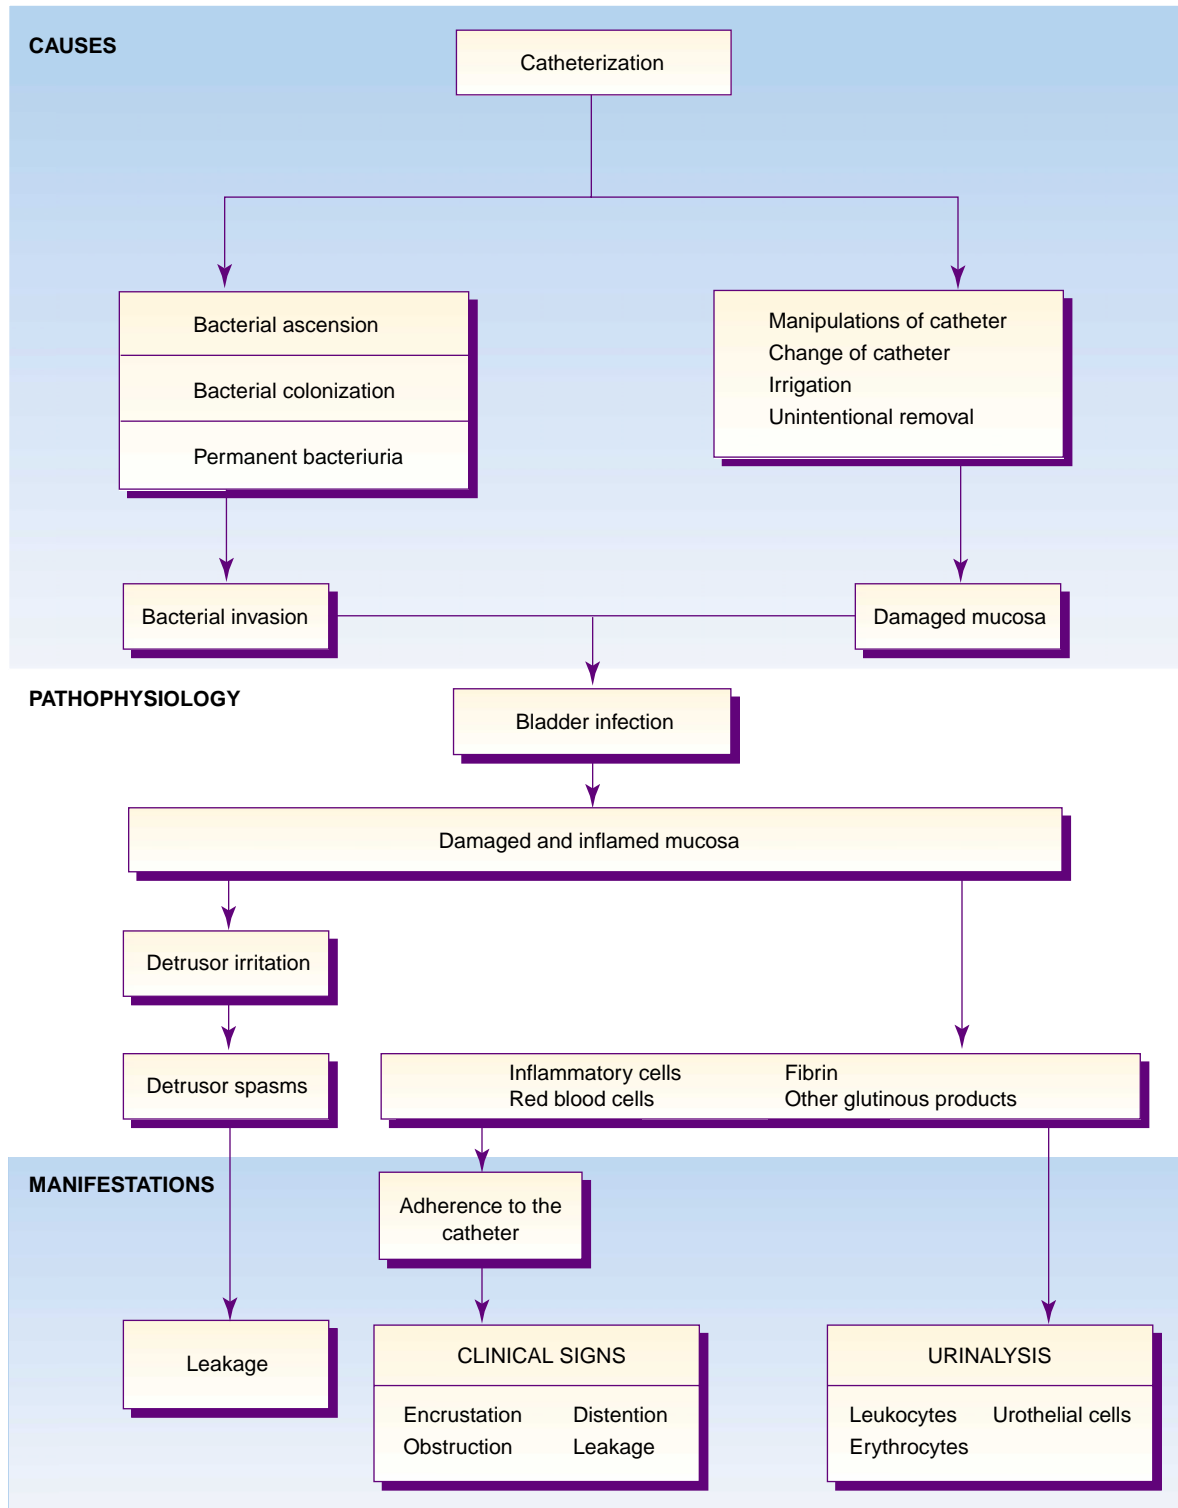 CAUSES
Catheterization
Bacterial ascension
Bacterial colonization
Permanent bacteriuria
Manipulations of catheter
Change of catheter
Irrigation
Unintentional removal
Bacterial invasion
Damaged mucosa
PATHOPHYSIOLOGY
Bladder infection
Damaged and inflamed mucosa
Detrusor irritation
Detrusor spasms
Inflammatory cells
Red blood cells
Fibrin
Other glutinous products
MANIFESTATIONS
Adherence to the
catheter
Leakage
CLINICAL SIGNS
Encrustation
Obstruction
Distention
Leakage
URINALYSIS
Leukocytes
Erythrocytes
Urothelial cells